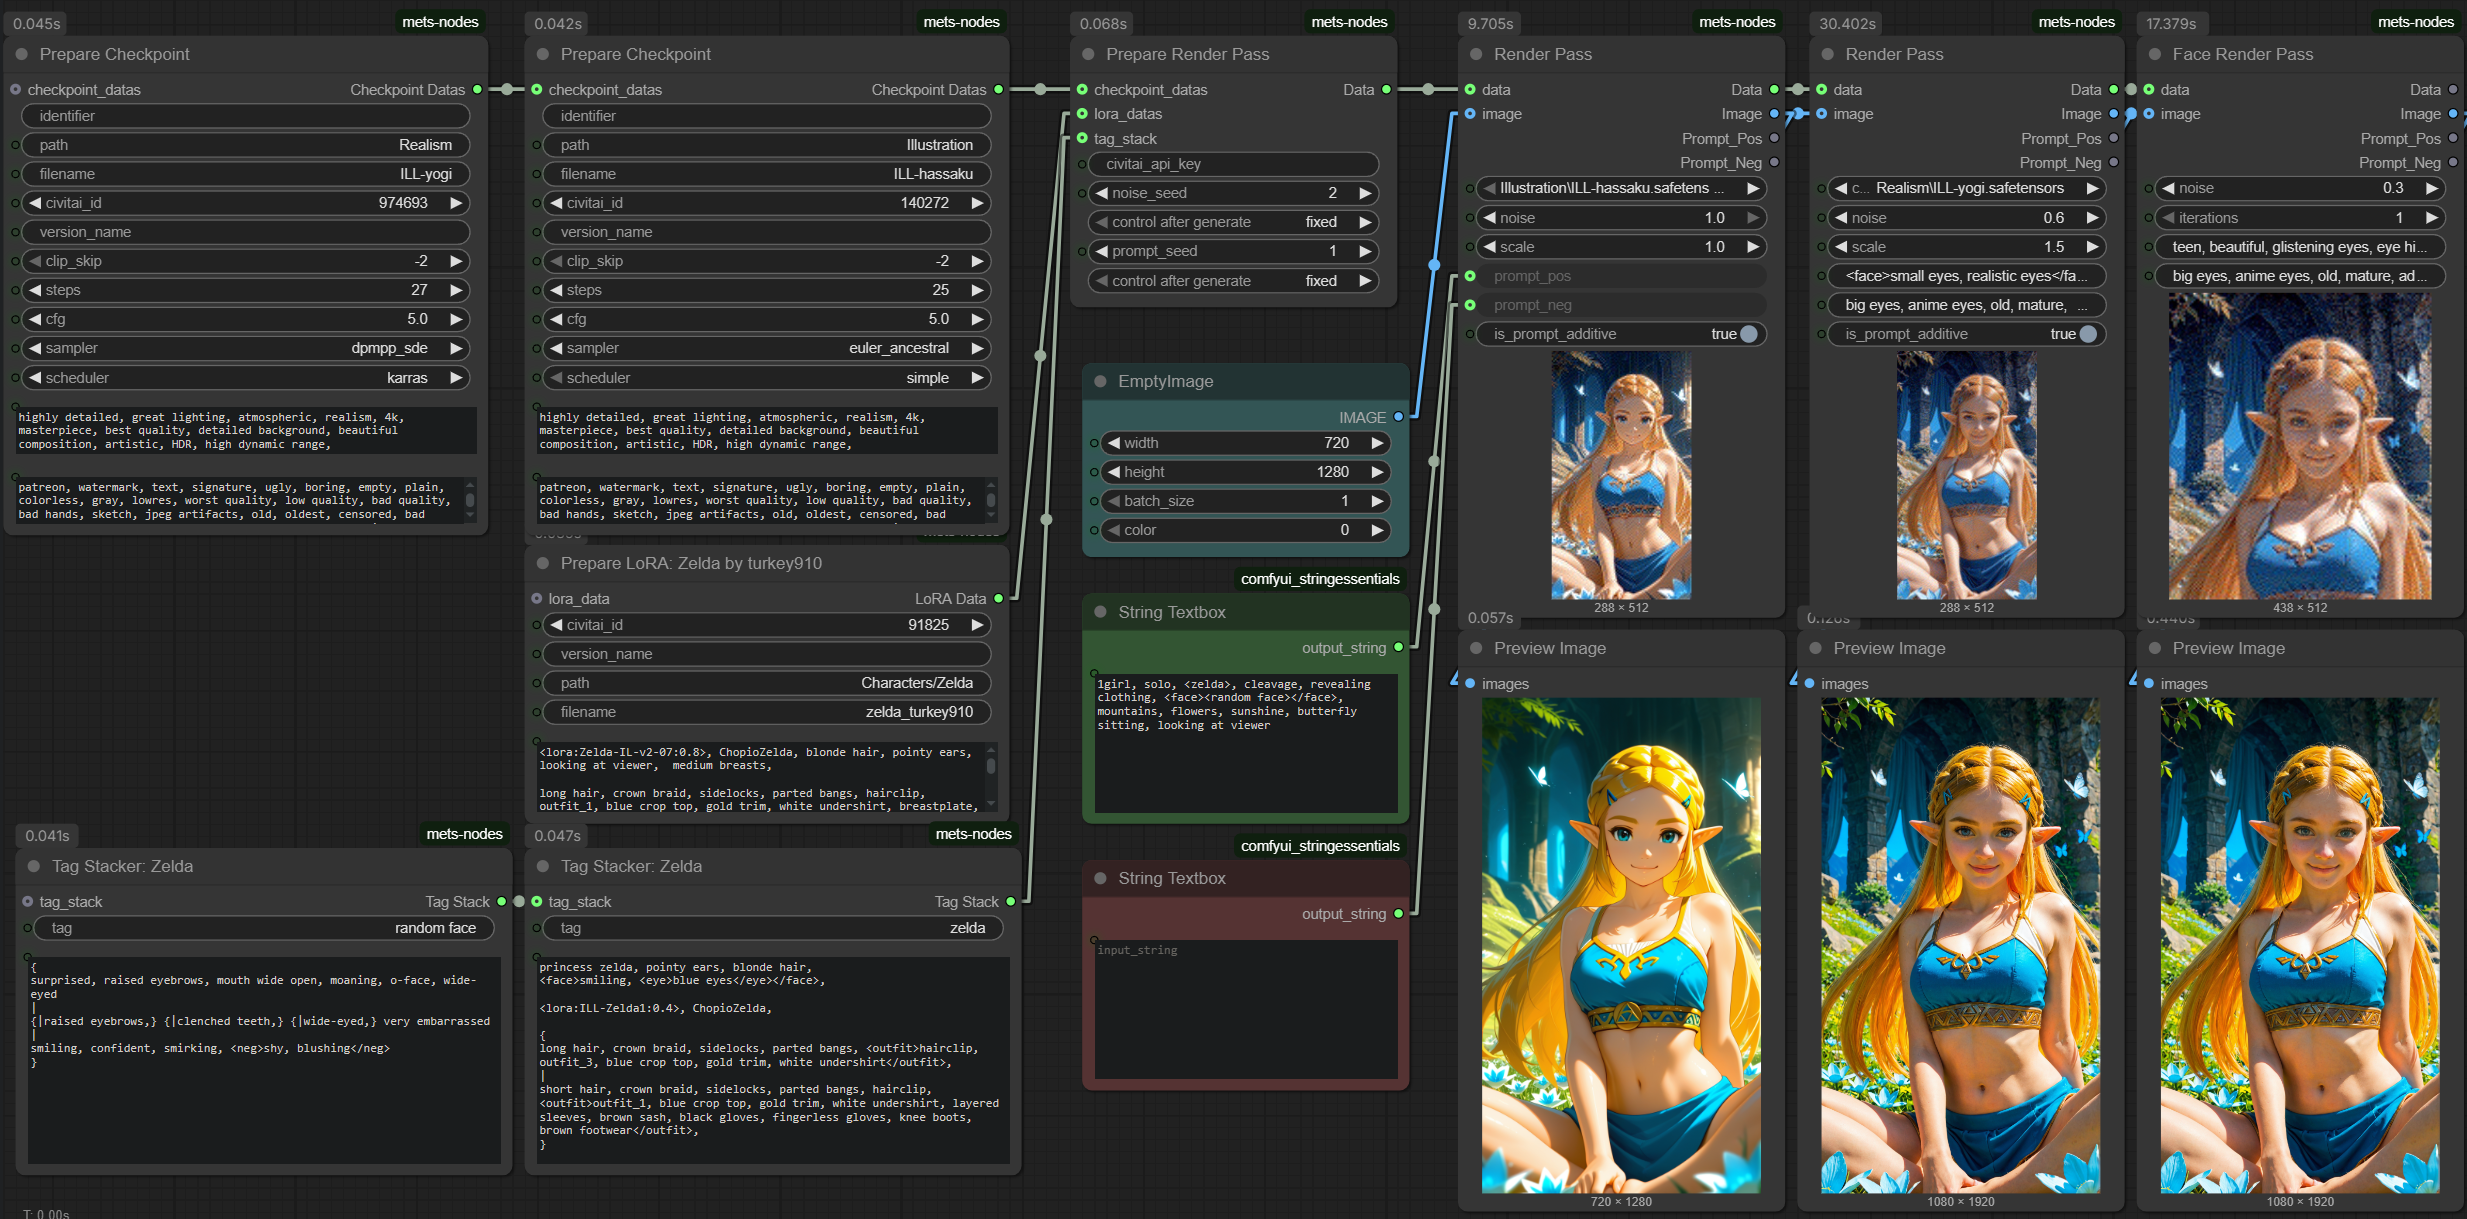 0.045s
mets-nodes
Prepare Checkpoint
checkpoint_datas Checkpoint Datas
identifier
path Realism
filename ILL-yogi
civitai_id 974693
version_name
clip_skip -2
steps 27
cfg 5.0
sampler dpmpp_sde
scheduler karras
highly detailed, great lighting, atmospheric, realism, 4k,
masterpiece, best quality, detailed background, beautiful
composition, artistic, HDR, high dynamic range,
patreon, watermark, text, signature, ugly, boring, empty, plain,
colorless, gray, lowres, worst quality, low quality, bad quality,
bad hands, sketch, jpeg artifacts, old, oldest, censored, bad
0.042s
mets-nodes
Prepare Checkpoint
checkpoint_datas Checkpoint Datas
identifier
path Illustration
filename ILL-hassaku
civitai_id 140272
version_name
clip_skip -2
steps 25
cfg 5.0
sampler euler_ancestral
scheduler simple
highly detailed, great lighting, atmospheric, realism, 4k,
masterpiece, best quality, detailed background, beautiful
composition, artistic, HDR, high dynamic range,
patreon, watermark, text, signature, ugly, boring, empty, plain,
colorless, gray, lowres, worst quality, low quality, bad quality,
bad hands, sketch, jpeg artifacts, old, oldest, censored, bad
Prepare LoRA: Zelda by turkey910
lora_data LoRA Data
civitai_id 91825
version_name
path Characters/Zelda
filename zelda_turkey910
<lora:Zelda-IL-v2-07:0.8>, ChopioZelda, blonde hair, pointy ears,
looking at viewer, medium breasts,
long hair, crown braid, sidelocks, parted bangs, hairclip,
outfit_1, blue crop top, gold trim, white undershirt, breastplate,
0.041s
mets-nodes
Tag Stacker: Zelda
tag_stack Tag Stack
tag random face
{
surprised, raised eyebrows, mouth wide open, moaning, o-face, wide-
eyed
|
{|raised eyebrows,} {|clenched teeth,} {|wide-eyed,} very embarrassed
|
smiling, confident, smirking, <neg>shy, blushing</neg>
}
0.047s
mets-nodes
Tag Stacker: Zelda
tag_stack Tag Stack
tag zelda
princess zelda, pointy ears, blonde hair,
<face>smiling, <eye>blue eyes</eye></face>,
<lora:ILL-Zelda1:0.4>, ChopioZelda,
{
long hair, crown braid, sidelocks, parted bangs, <outfit>hairclip,
outfit_3, blue crop top, gold trim, white undershirt</outfit>,
|
short hair, crown braid, sidelocks, parted bangs, hairclip,
<outfit>outfit_1, blue crop top, gold trim, white undershirt, layered
sleeves, brown sash, black gloves, fingerless gloves, knee boots,
brown footwear</outfit>,
}
0.068s
mets-nodes
Prepare Render Pass
checkpoint_datas Data
lora_datas
tag_stack
civitai_api_key
noise_seed 2
control after generate fixed
prompt_seed 1
control after generate fixed
EmptyImage
IMAGE
width 720
height 1280
batch_size 1
color 0
comfyui_stringessentials
String Textbox
output_string
1girl, solo, <zelda>, cleavage, revealing
clothing, <face><random face></face>,
mountains, flowers, sunshine, butterfly
sitting, looking at viewer
comfyui_stringessentials
String Textbox
output_string
input_string
9.705s
mets-nodes
Render Pass
data Data
image Image
Prompt_Pos
Prompt_Neg
Illustration\ILL-hassaku.safetens ...
noise 1.0
scale 1.0
prompt_pos
prompt_neg
is_prompt_additive true
288 × 512
0.057s
Preview Image
images
720 × 1280
30.402s
mets-nodes
Render Pass
data Data
image Image
Prompt_Pos
Prompt_Neg
c... Realism\ILL-yogi.safetensors
noise 0.6
scale 1.5
<face>small eyes, realistic eyes</fa...
big eyes, anime eyes, old, mature, ...
is_prompt_additive true
288 × 512
Preview Image
images
1080 × 1920
17.379s
mets-nodes
Face Render Pass
data Data
image Image
Prompt_Pos
Prompt_Neg
noise 0.3
iterations 1
teen, beautiful, glistening eyes, eye hi...
big eyes, anime eyes, old, mature, ad...
438 × 512
Preview Image
images
1080 × 1920
T: 0.00s